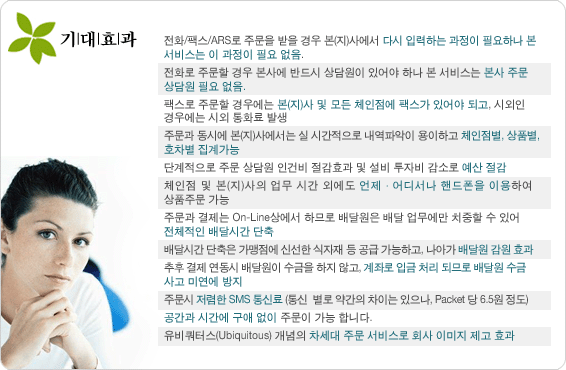 기|대|효|과
전화/팩스/ARS로 주문을 받을 경우 본(지)사에서 다시 입력하는 과정이 필요하나 본
서비스는 이 과정이 필요 없음.
전화로 주문할 경우 본사에 반드시 상담원이 있어야 하나 본 서비스는 본사 주문
상담원 필요 없음.
팩스로 주문할 경우에는 본(지)사 및 모든 체인점에 팩스가 있어야 되고, 시외인
경우에는 시외 통화료 발생
주문과 동시에 본(지)사에서는 실 시간적으로 내역파악이 용이하고 체인점별, 상품별,
호차별 집계가능
단계적으로 주문 상담원 인건비 절감효과 및 설비 투자비 감소로 예산 절감
체인점 및 본(지)사의 업무 시간 외에도 언제 · 어디서나 핸드폰을 이용하여
상품주문 가능
주문과 결제는 On-Line상에서 하므로 배달원은 배달 업무에만 치중할 수 있어
전체적인 배달시간 단축
배달시간 단축은 가맹점에 신선한 식자재 등 공급 가능하고, 나아가 배달원 감원 효과
추후 결제 연동시 배달원이 수금을 하지 않고, 계좌로 입금 처리 되므로 배달원 수금
사고 미연에 방지
주문시 저렴한 SMS 통신료 (통신  별로 약간의 차이는 있으나, Packet 당 6.5원 정도)
공간과 시간에 구애 없이 주문이 가능 합니다.
유비쿼터스(Ubiquitous) 개념의 차세대 주문 서비스로 회사 이미지 제고 효과